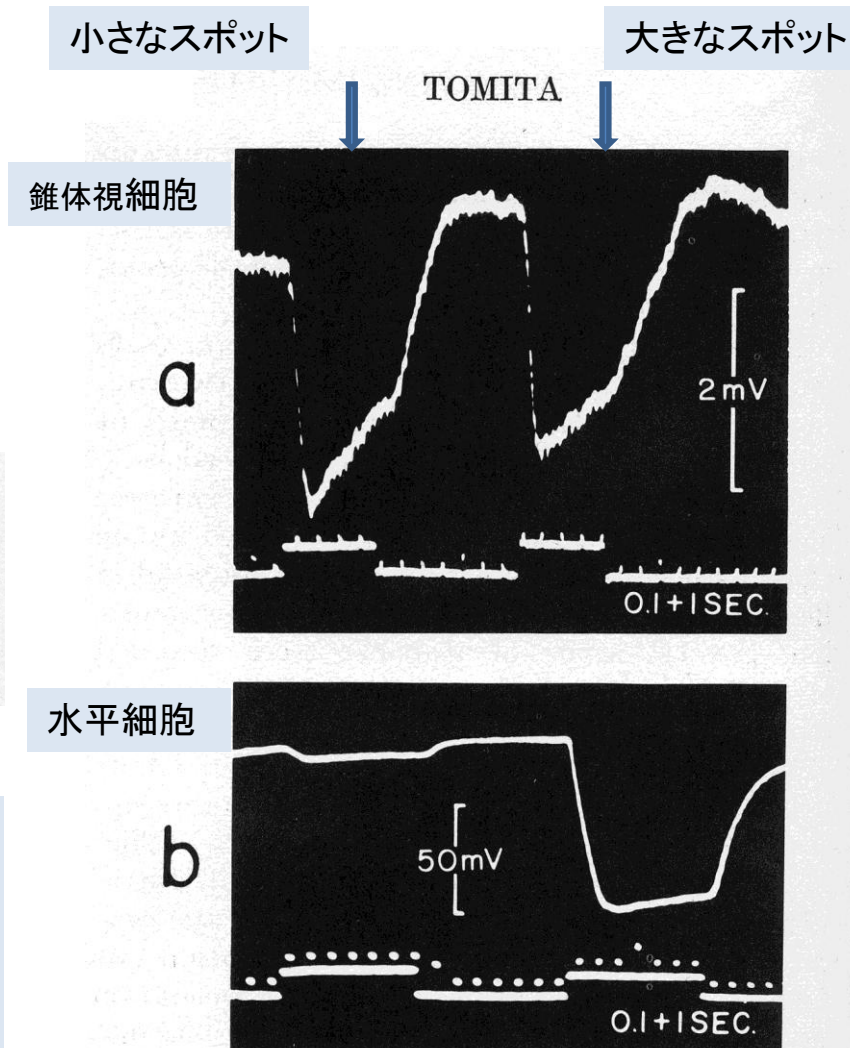 小さなスポット
大きなスポット
TOMITA
錐体視細胞
a
2mV
0.1+1SEC.
水平細胞
b
50mV
0.1+1SEC.